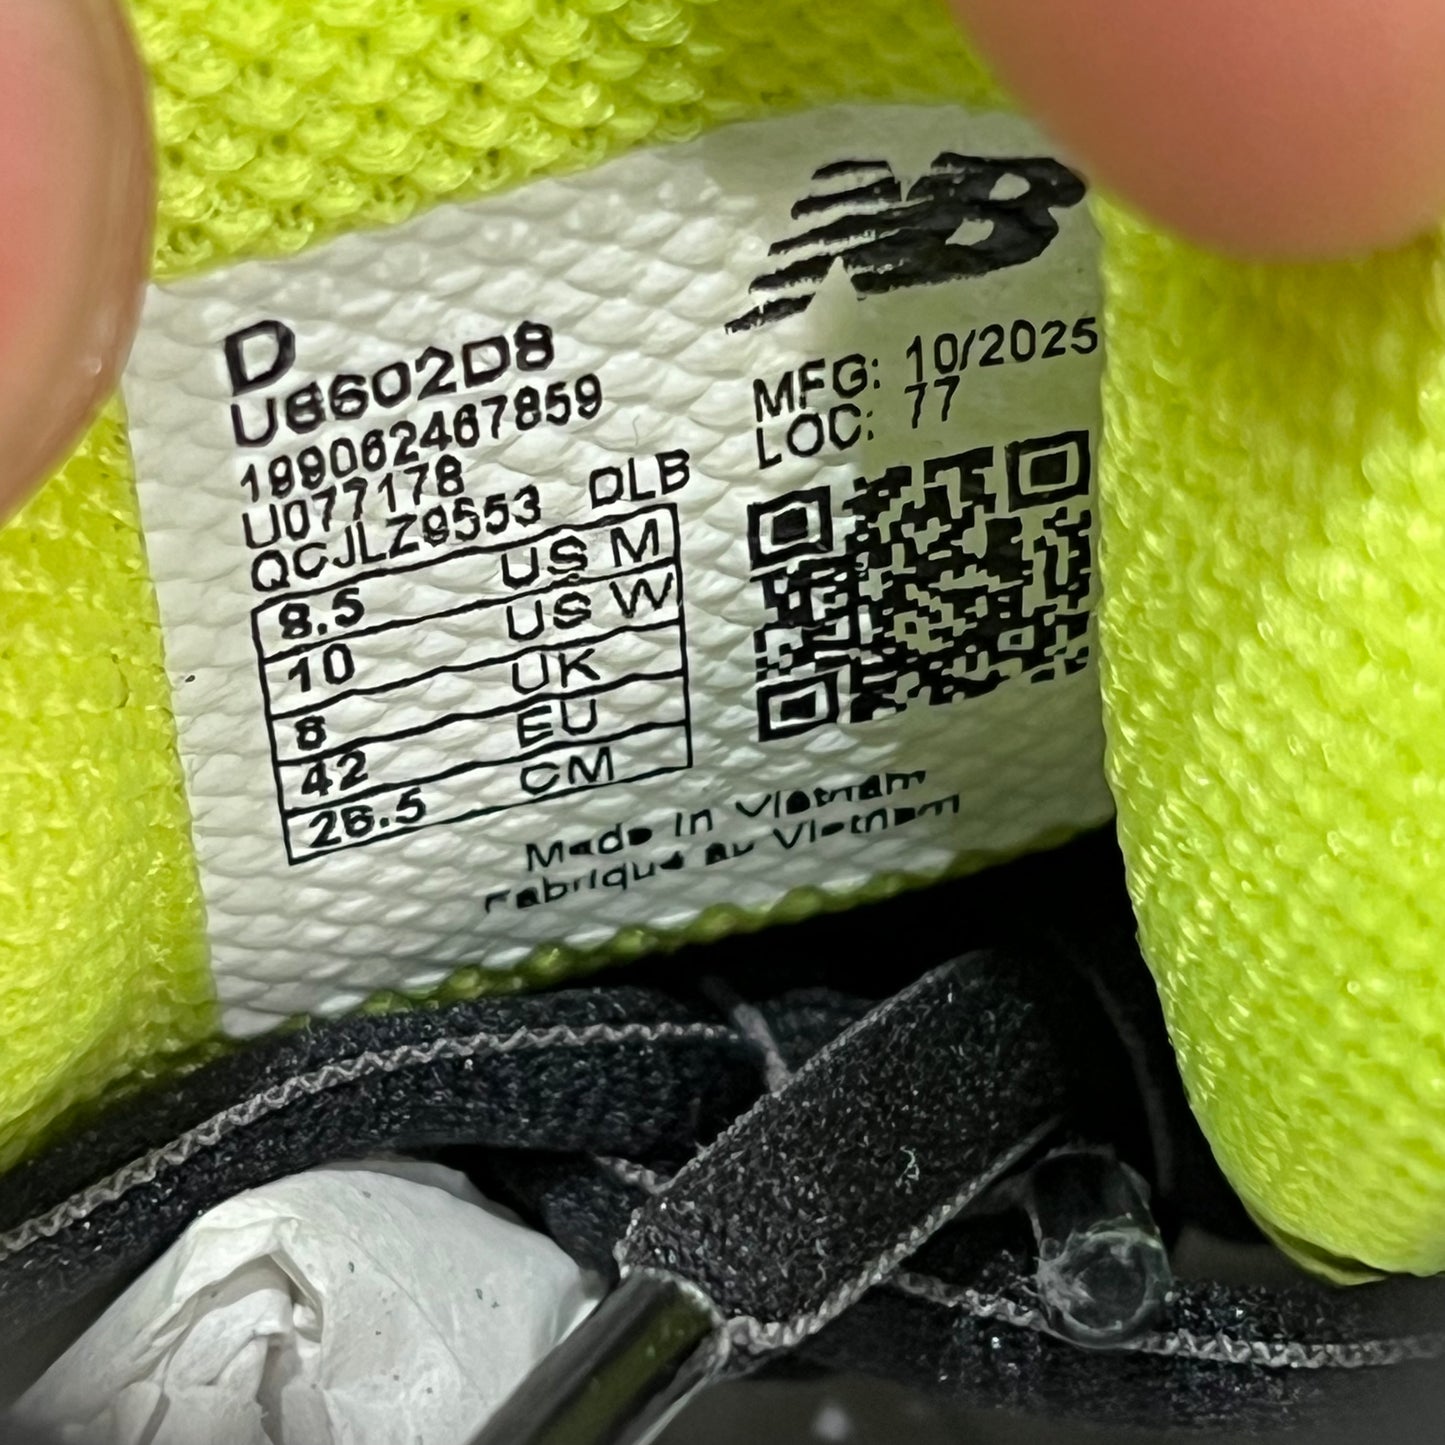 NB
D
U6602D8
199062467859
U077178
QCJLZ9553 DLB
8.5 US M
10 US W
8 UK
42 EU
26.5 CM
MFG: 10/2025
LOC: 77
Made in Vietnam
Fabriqué au Vietnam